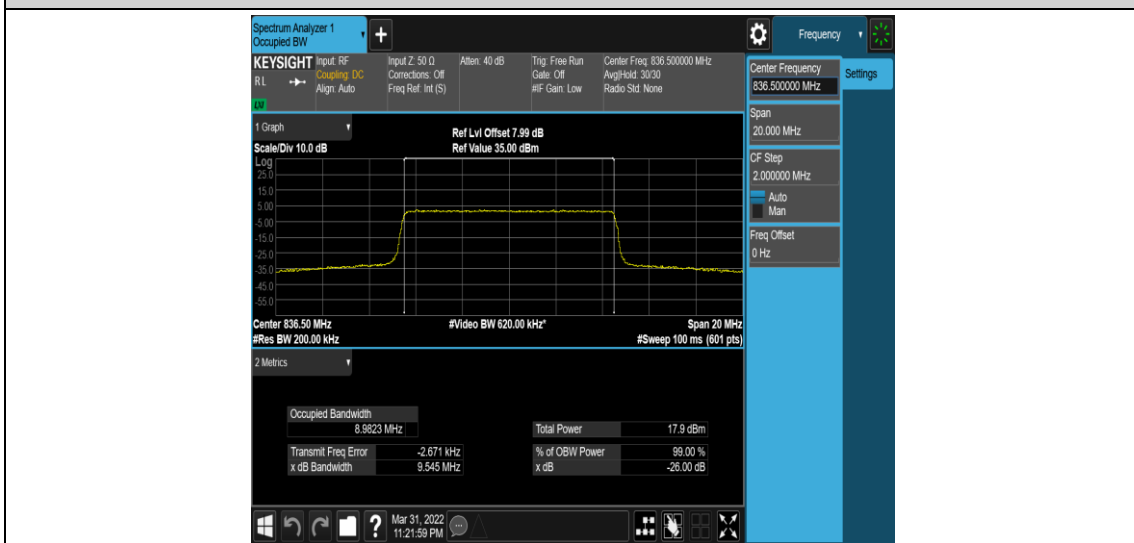 Spectrum Analyzer 1
Occupied BW
+
Frequency
KEYSIGHT
RL
LXI
Input: RF
Coupling: DC
Align: Auto
Input Z: 50 Ω
Corrections: Off
Freq Ref: Int (S)
Atten: 40 dB
Trig: Free Run
Gate: Off
#IF Gain: Low
Center Freq: 836.500000 MHz
Avg|Hold: 30/30
Radio Std: None
Center Frequency
836.500000 MHz
Settings
Span
20.000 MHz
CF Step
2.000000 MHz
Auto
Man
Freq Offset
0 Hz
1 Graph
Ref Lvl Offset 7.99 dB
Scale/Div 10.0 dB
Ref Value 35.00 dBm
Log
25.0
15.0
5.00
-5.00
-15.0
-25.0
-35.0
-45.0
-55.0
Center 836.50 MHz
#Video BW 620.00 kHz*
Span 20 MHz
#Res BW 200.00 kHz
#Sweep 100 ms (601 pts)
2 Metrics
Occupied Bandwidth
8.9823 MHz
Total Power 17.9 dBm
Transmit Freq Error -2.671 kHz
% of OBW Power 99.00 %
x dB Bandwidth 9.545 MHz
x dB -26.00 dB
?
Mar 31, 2022
11:21:59 PM